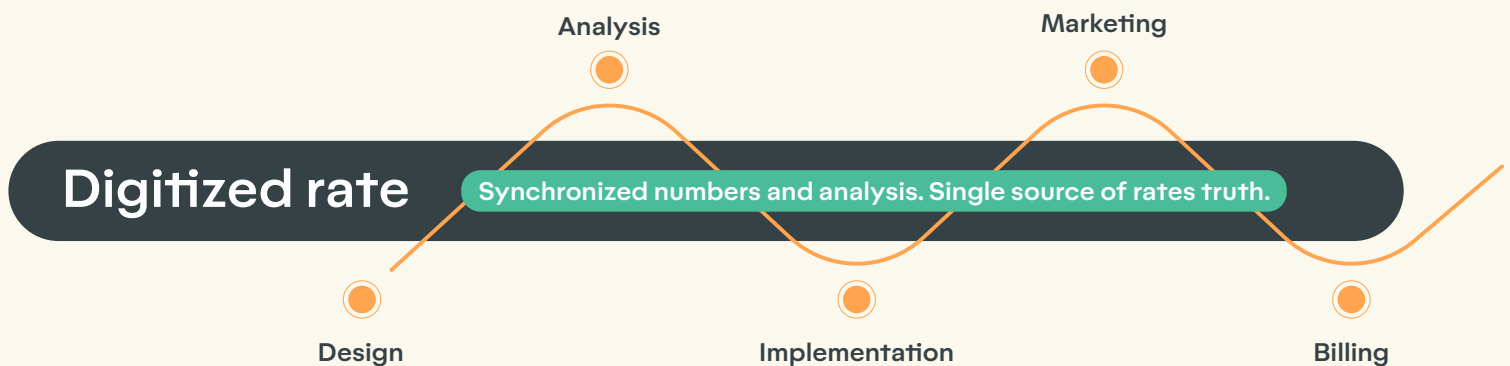 Analysis
Marketing
Digitized rate
Synchronized numbers and analysis. Single source of rates truth.
Design
Implementation
Billing